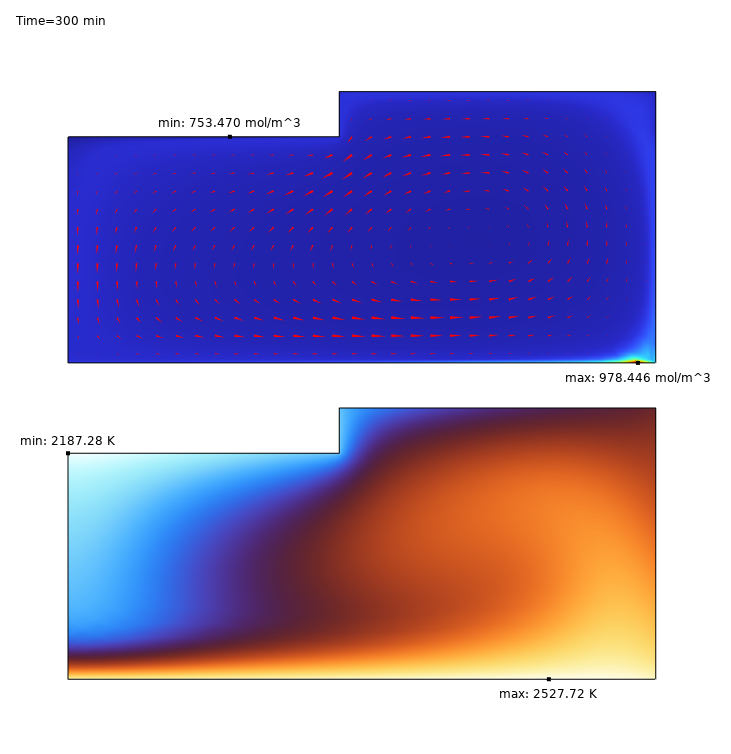 Time=300 min
min: 753.470 mol/m^3
max: 978.446 mol/m^3
min: 2187.28 K
max: 2527.72 K